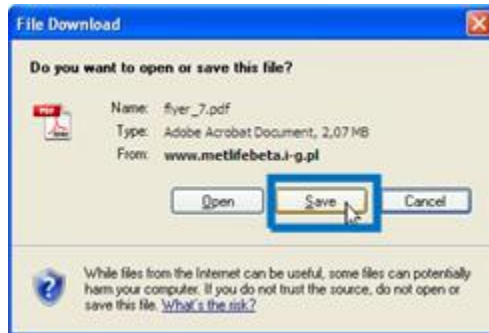 File Download
Do you want to open or save this file?
Name: flyer_7.pdf
Type: Adobe Acrobat Document, 2,07 MB
From: www.metlifebeta.i-g.pl
Open Save Cancel
While files from the Internet can be useful, some files can potentially
harm your computer. If you do not trust the source, do not open or
save this file. What's the risk?